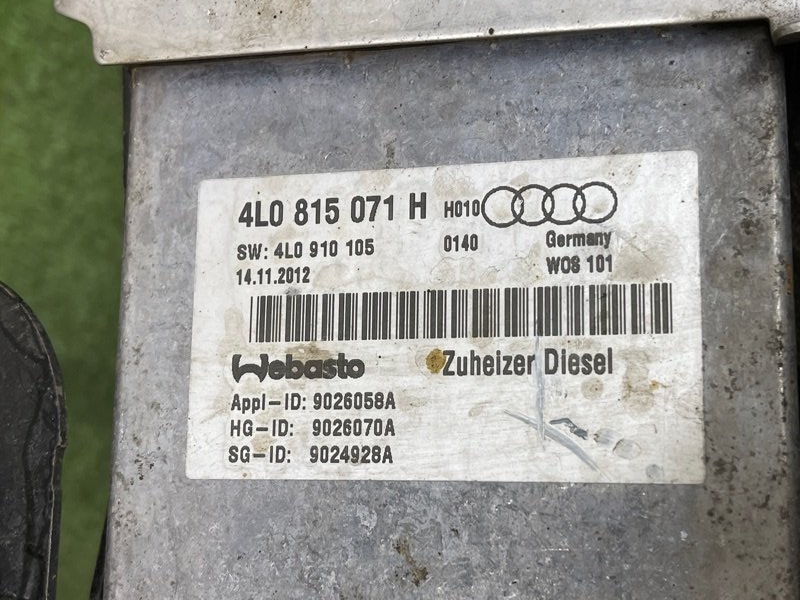 4L0 815 071 H H010
SW: 4L0 910 105 0140 Germany
14.11.2012 WOS 101
Webasto Zuheizer Diesel
Appl-ID: 9026058A
HG-ID: 9026070A
SG-ID: 9024928A